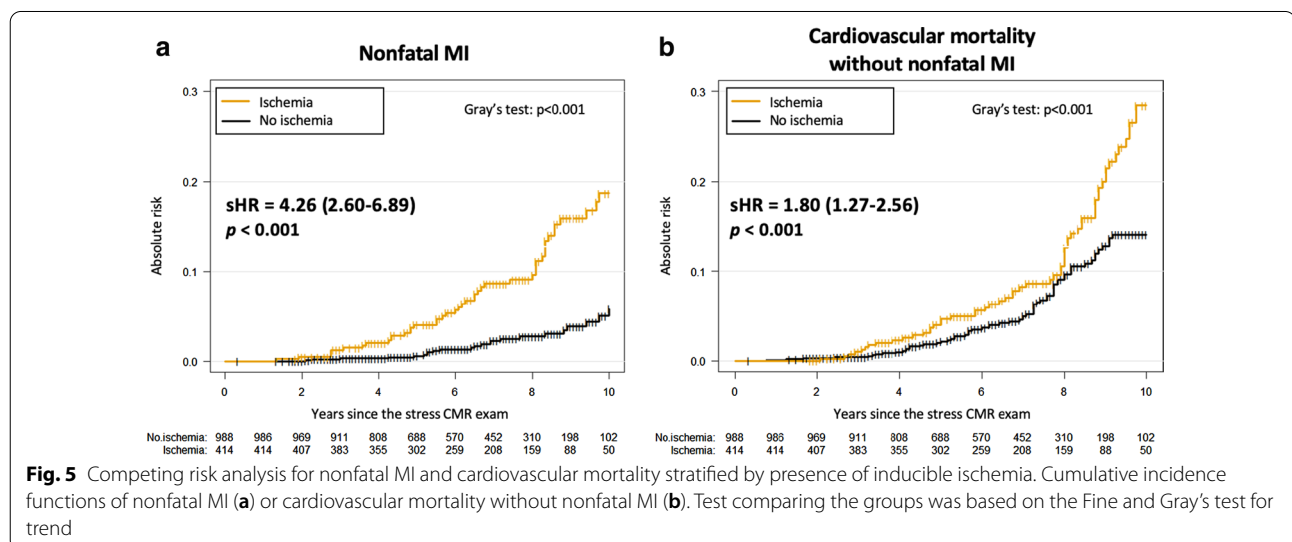 a
Nonfatal MI
0.3
Ischemia
No ischemia
Gray's test: p<0.001
0.2
sHR = 4.26 (2.60-6.89)
p < 0.001
Absolute risk
0.1
0.0
0 2 4 6 8 10
Years since the stress CMR exam
No.ischemia: 988 986 969 911 808 688 570 452 310 198 102
Ischemia: 414 414 407 383 355 302 259 208 159 88 50
b
Cardiovascular mortality
without nonfatal MI
0.3
Ischemia
No ischemia
Gray's test: p<0.001
0.2
sHR = 1.80 (1.27-2.56)
p < 0.001
Absolute risk
0.1
0.0
0 2 4 6 8 10
Years since the stress CMR exam
No.ischemia: 988 986 969 911 808 688 570 452 310 198 102
Ischemia: 414 414 407 383 355 302 259 208 159 88 50
Fig. 5 Competing risk analysis for nonfatal MI and cardiovascular mortality stratified by presence of inducible ischemia. Cumulative incidence
functions of nonfatal MI (a) or cardiovascular mortality without nonfatal MI (b). Test comparing the groups was based on the Fine and Gray's test for
trend